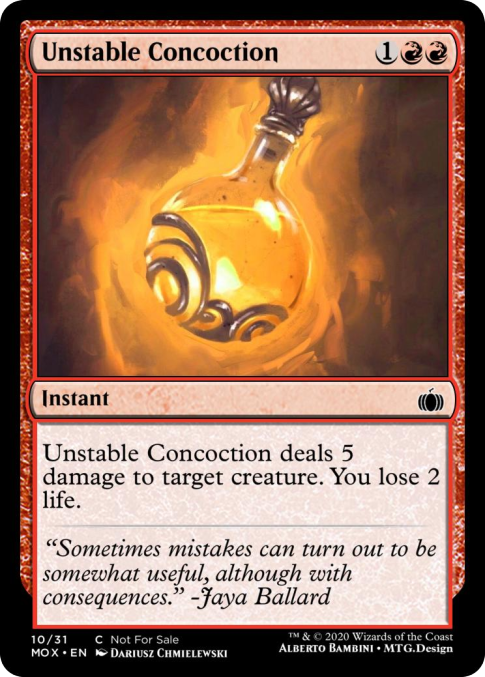 Unstable Concoction 1
Instant
Unstable Concoction deals 5
damage to target creature. You lose 2
life.
“Sometimes mistakes can turn out to be
somewhat useful, although with
consequences.” -Jaya Ballard
10/31 C Not For Sale
MOX • EN Dariusz Chmielewski
™ & © 2020 Wizards of the Coast
Alberto Bambini • MTG.Design